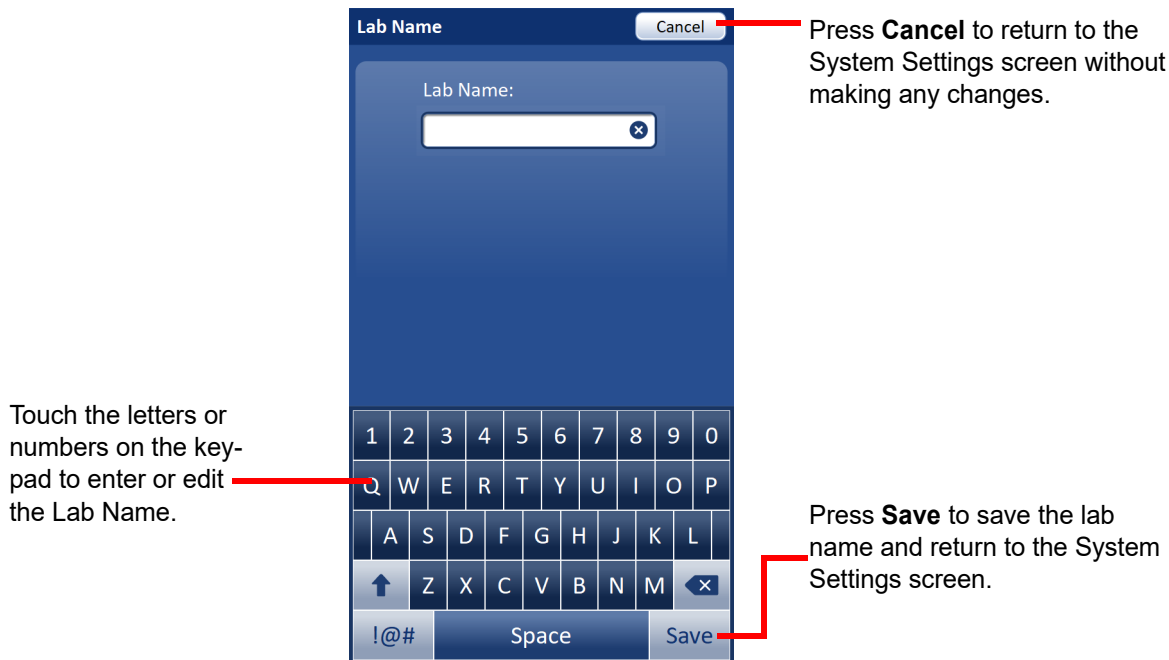 Lab Name
Cancel
Press Cancel to return to the
System Settings screen without
making any changes.
Lab Name:
Touch the letters or
numbers on the key-
pad to enter or edit
the Lab Name.
1 2 3 4 5 6 7 8 9 0
Q W E R T Y U I O P
A S D F G H J K L
Z X C V B N M
!@# Space Save
Press Save to save the lab
name and return to the System
Settings screen.